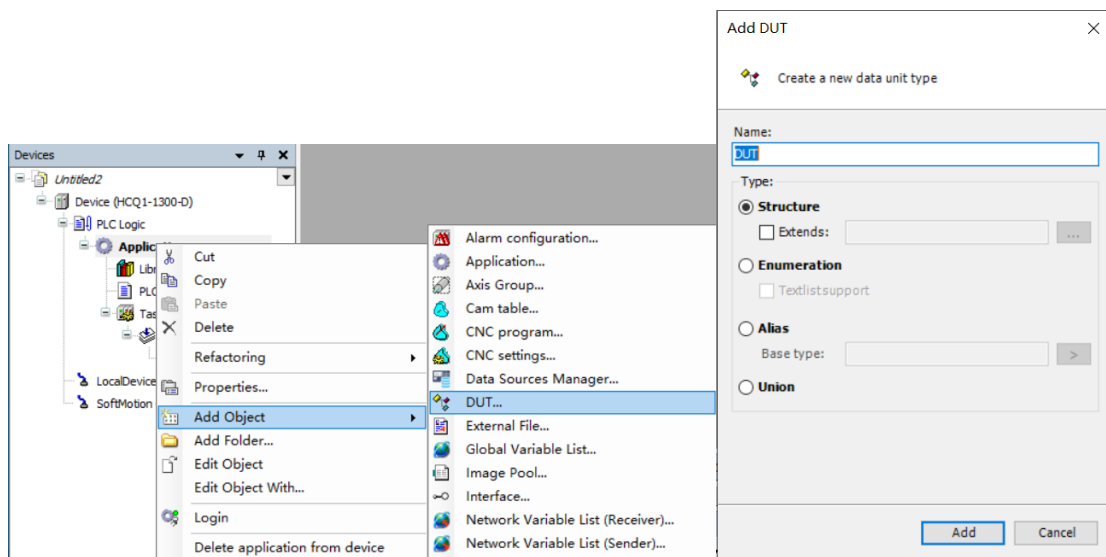 Devices
Untitled2
Device (HCQ1-1300-D)
PLC Logic
Applic
Libr
PLC
Tas
LocalDevice
SoftMotion
Cut
Copy
Paste
Delete
Refactoring
Properties...
Add Object
Add Folder...
Edit Object
Edit Object With...
Login
Delete application from device
Alarm configuration...
Application...
Axis Group...
Cam table...
CNC program...
CNC settings...
Data Sources Manager...
DUT...
External File...
Global Variable List...
Image Pool...
Interface...
Network Variable List (Receiver)...
Network Variable List (Sender)...
Add DUT
Create a new data unit type
Name:
DUT
Type:
Structure
Extends:
...
Enumeration
Textlistsupport
Alias
Base type:
>
Union
Add
Cancel